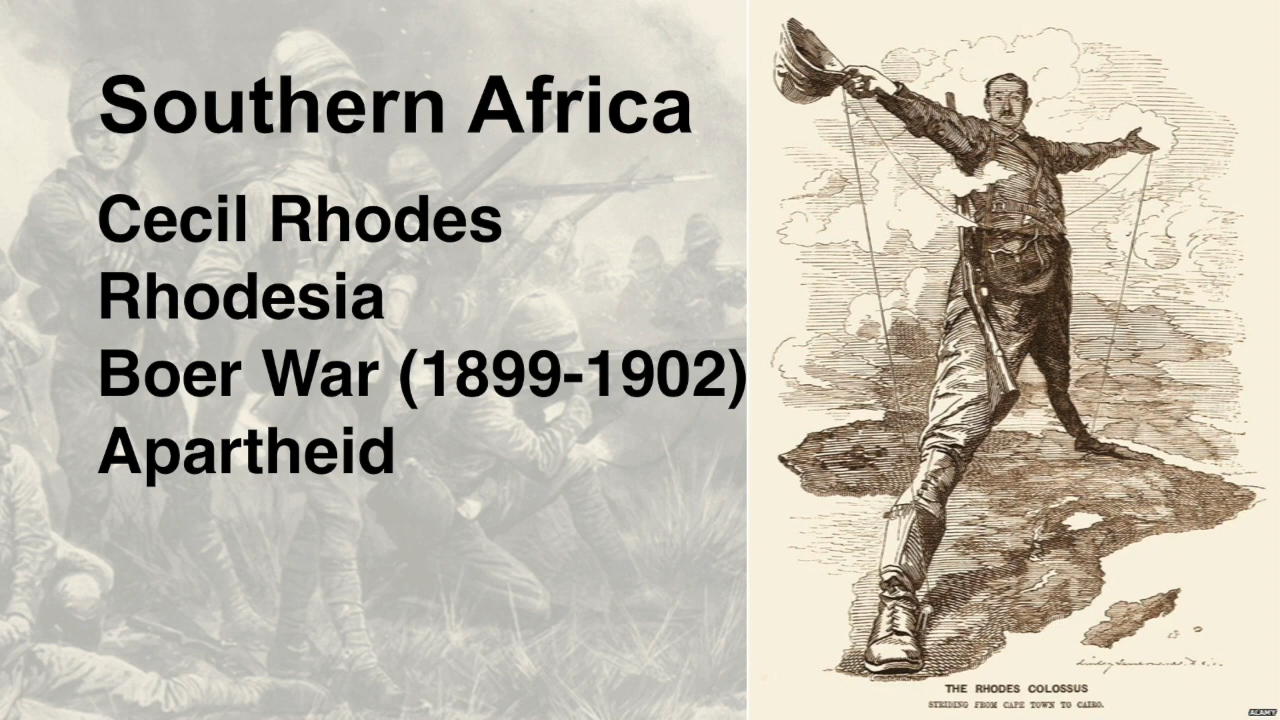 Southern Africa
Cecil Rhodes
Rhodesia
Boer War (1899-1902)
Apartheid
THE RHODES COLOSSUS
STRIDING FROM CAPE TOWN TO CAIRO.
ALAMY